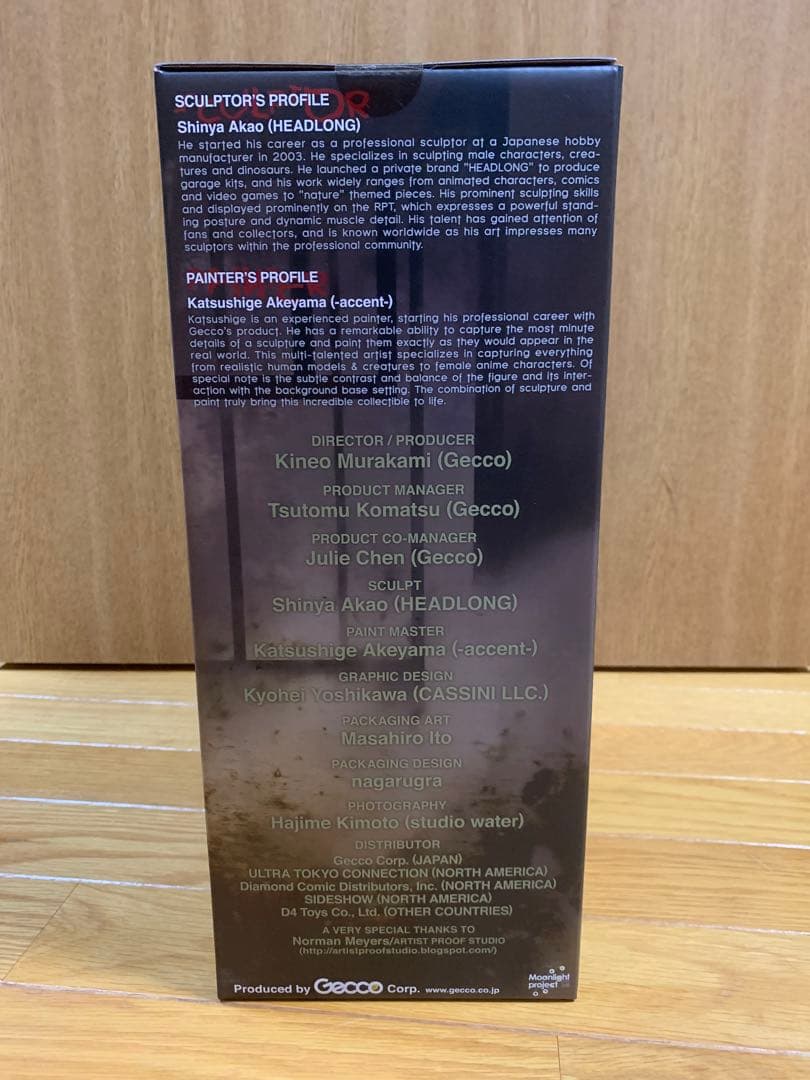 SCULPTOR'S PROFILE
Shinya Akao (HEADLONG)
He started his career as a professional sculptor at a Japanese hobby
manufacturer in 2003. He specializes in sculpting male characters, crea-
tures and dinosaurs. He launched a private brand "HEADLONG" to produce
garage kits, and his work widely ranges from animated characters, comics
and video games to "nature" themed pieces. His prominent sculpting skills
and displayed prominently on the RPT, which expresses a powerful stand-
ing posture and dynamic muscle detail. His talent has gained attention of
fans and collectors, and is known worldwide as his art impresses many
sculptors within the professional community.
PAINTER'S PROFILE
Katsushige Akeyama (-accent-)
Katsushige is an experienced painter, starting his professional career with
Gecco's product. He has a remarkable ability to capture the most minute
details of a sculpture and paint them exactly as they would appear in the
real world. This multi-talented artist specializes in capturing everything
from realistic human models & creatures to female anime characters. Of
special note is the subtle contrast and balance of the figure and its inter-
action with the background base setting. The combination of sculpture and
paint truly bring this incredible collectible to life.
DIRECTOR / PRODUCER
Kineo Murakami (Gecco)
PRODUCT MANAGER
Tsutomu Komatsu (Gecco)
PRODUCT CO-MANAGER
Julie Chen (Gecco)
SCULPT
Shinya Akao (HEADLONG)
PAINT MASTER
Katsushige Akeyama (-accent-)
GRAPHIC DESIGN
Kyohei Yoshikawa (CASSINI LLC.)
PACKAGING ART
Masahiro Ito
PACKAGING DESIGN
nagarugra
PHOTOGRAPHY
Hajime Kimoto (studio water)
DISTRIBUTOR
Gecco Corp. (JAPAN)
ULTRA TOKYO CONNECTION (NORTH AMERICA)
Diamond Comic Distributors, Inc. (NORTH AMERICA)
SIDESHOW (NORTH AMERICA)
D4 Toys Co., Ltd. (OTHER COUNTRIES)
A VERY SPECIAL THANKS TO
Norman Meyers/ARTIST PROOF STUDIO
(http://artistproofstudio.blogspot.com/)
Produced by Gecco Corp. www.gecco.co.jp
Moonlight
project